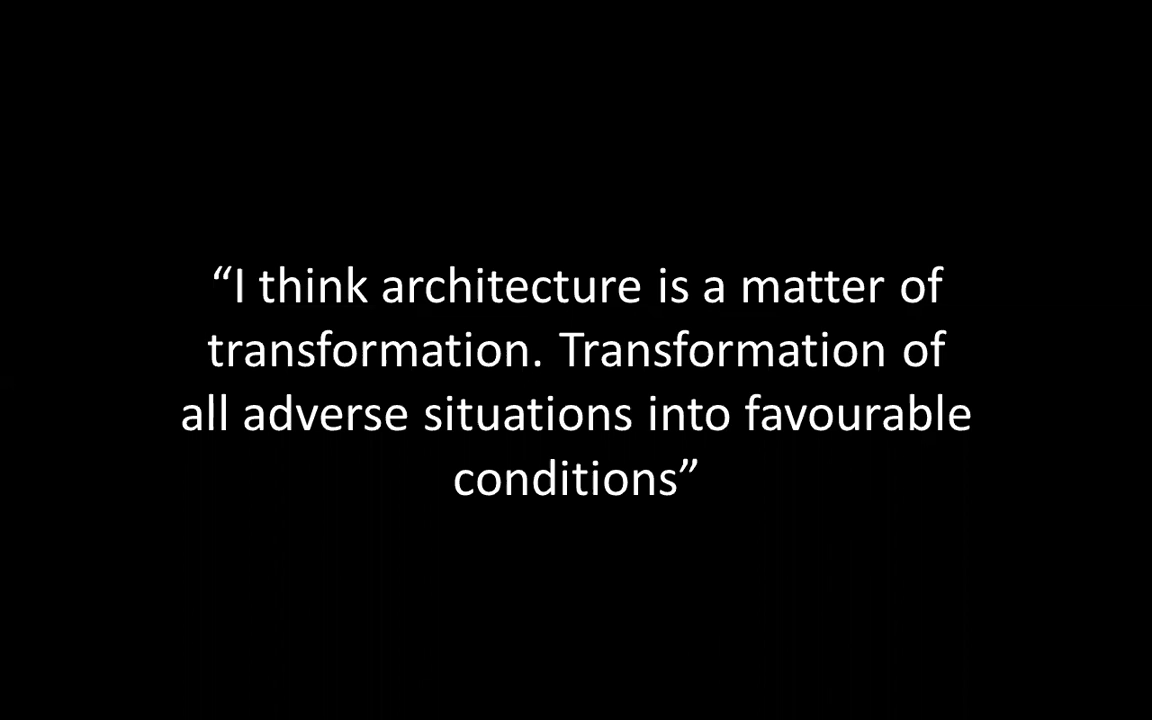 “I think architecture is a matter of
transformation. Transformation of
all adverse situations into favourable
conditions”